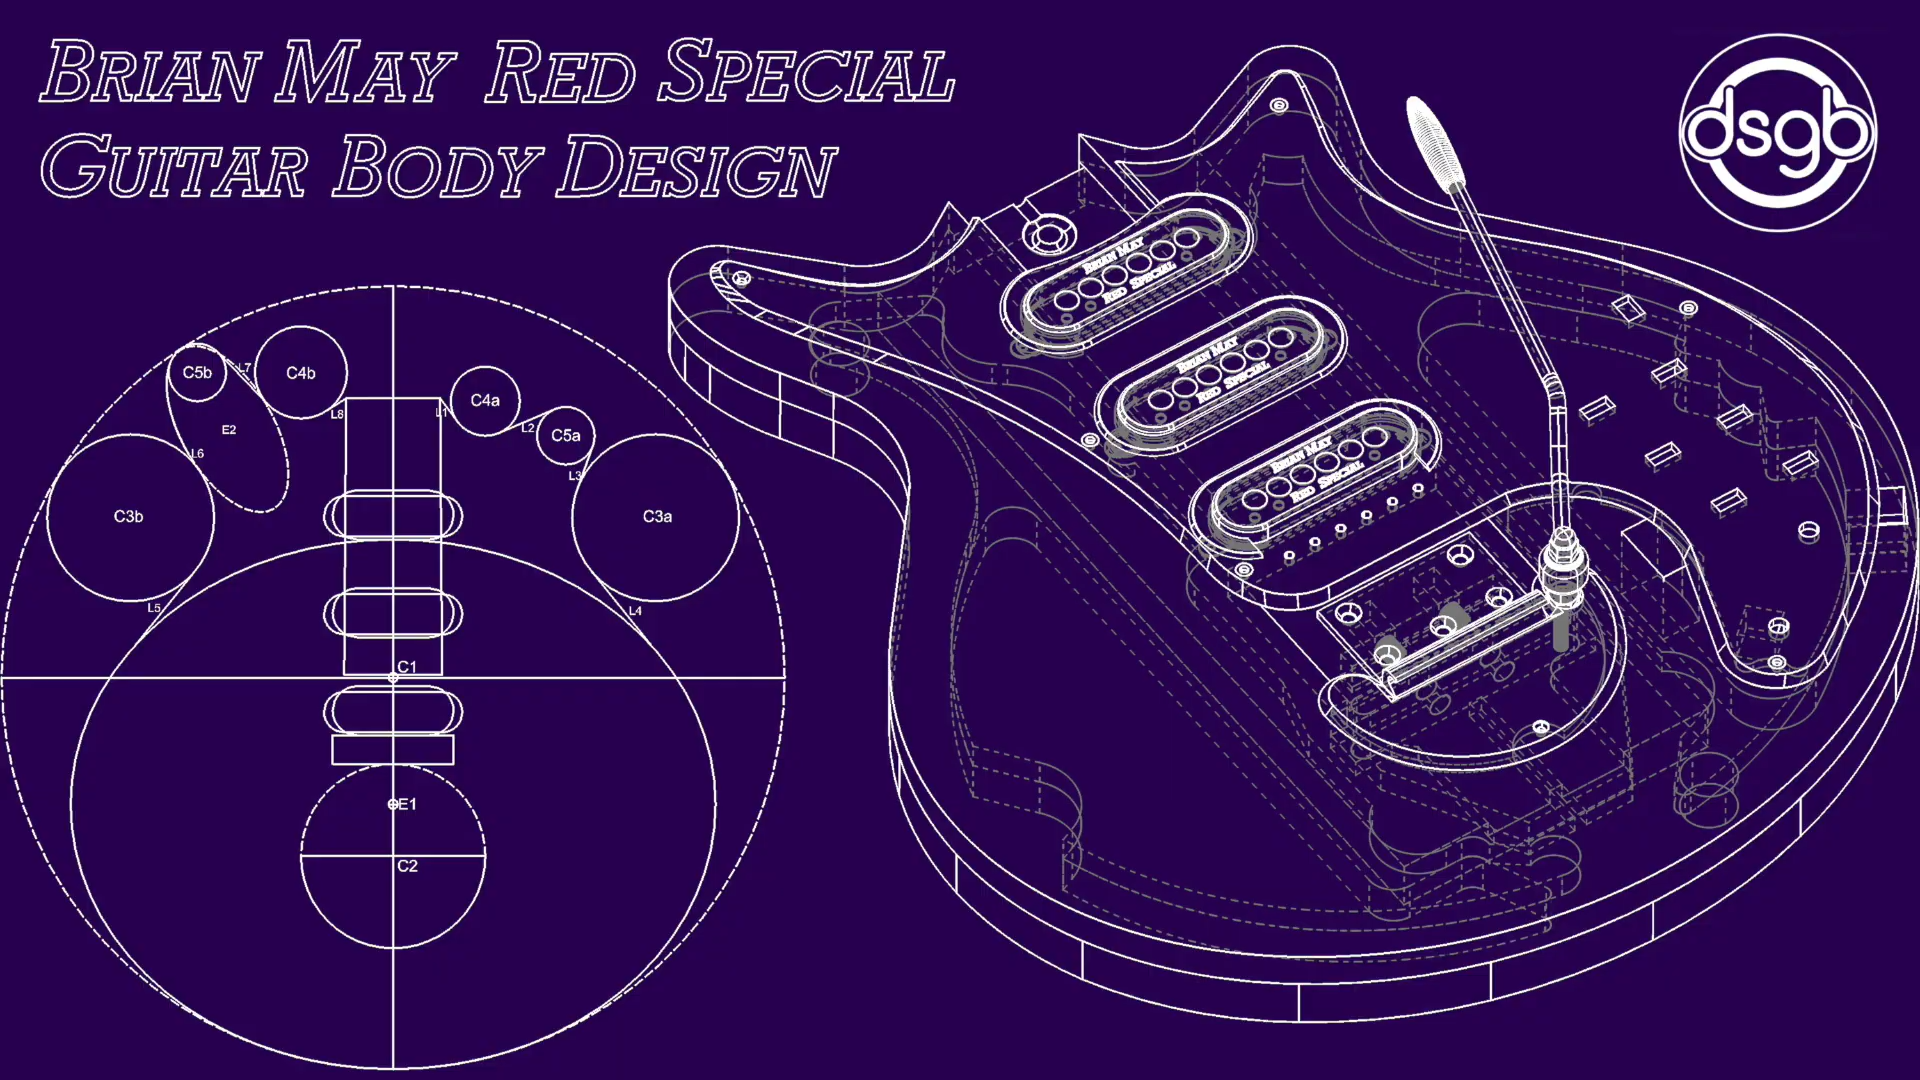 BRIAN MAY RED SPECIAL
GUITAR BODY DESIGN
dsgb
BRIAN MAY
RED SPECIAL
BRIAN MAY
RED SPECIAL
BRIAN MAY
RED SPECIAL
C5b
L7
C4b
L8
L1
C4a
L2
C5a
E2
L6
L3
C3b
C3a
L5
L4
C1
E1
C2